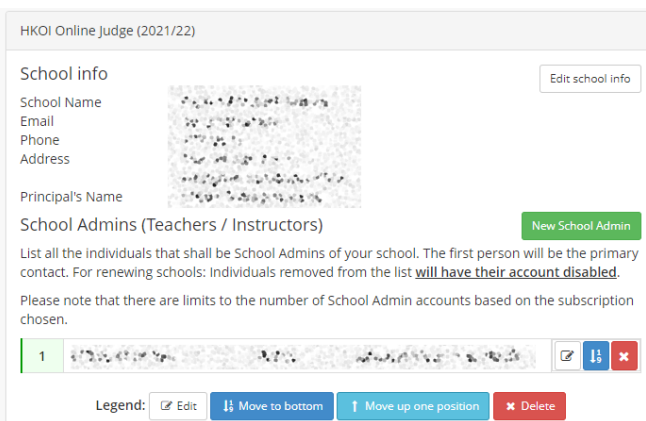 HKOI Online Judge (2021/22)
School info
Edit school info
School Name
Email
Phone
Address
Principal's Name
School Admins (Teachers / Instructors)
New School Admin
List all the individuals that shall be School Admins of your school. The first person will be the primary
contact. For renewing schools: Individuals removed from the list will have their account disabled.
Please note that there are limits to the number of School Admin accounts based on the subscription
chosen.
1
Legend: Edit Move to bottom Move up one position Delete